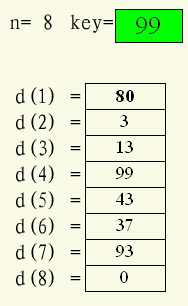 n= 8 key= 99
d(1) = 80
d(2) = 3
d(3) = 13
d(4) = 99
d(5) = 43
d(6) = 37
d(7) = 93
d(8) = 0